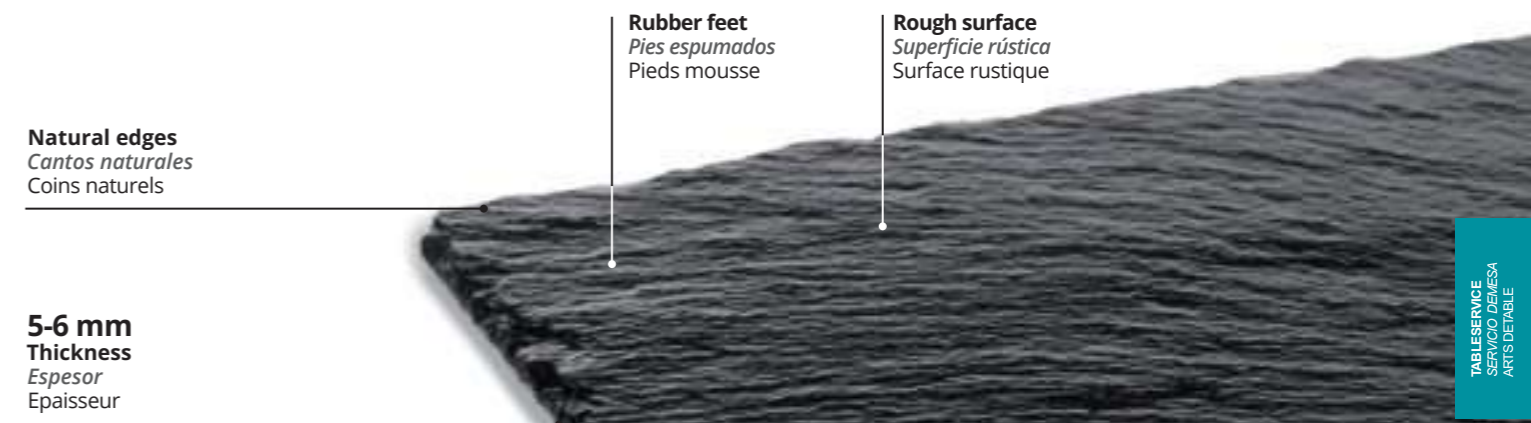 Rubber feet
Pies espumados
Pieds mousse
Rough surface
Superficie rústica
Surface rustique
Natural edges
Cantos naturales
Coins naturels
5-6 mm
Thickness
Espesor
Epaisseur
TABLESERVICE
SERVICIO DEMESA
ARTS DETABLE